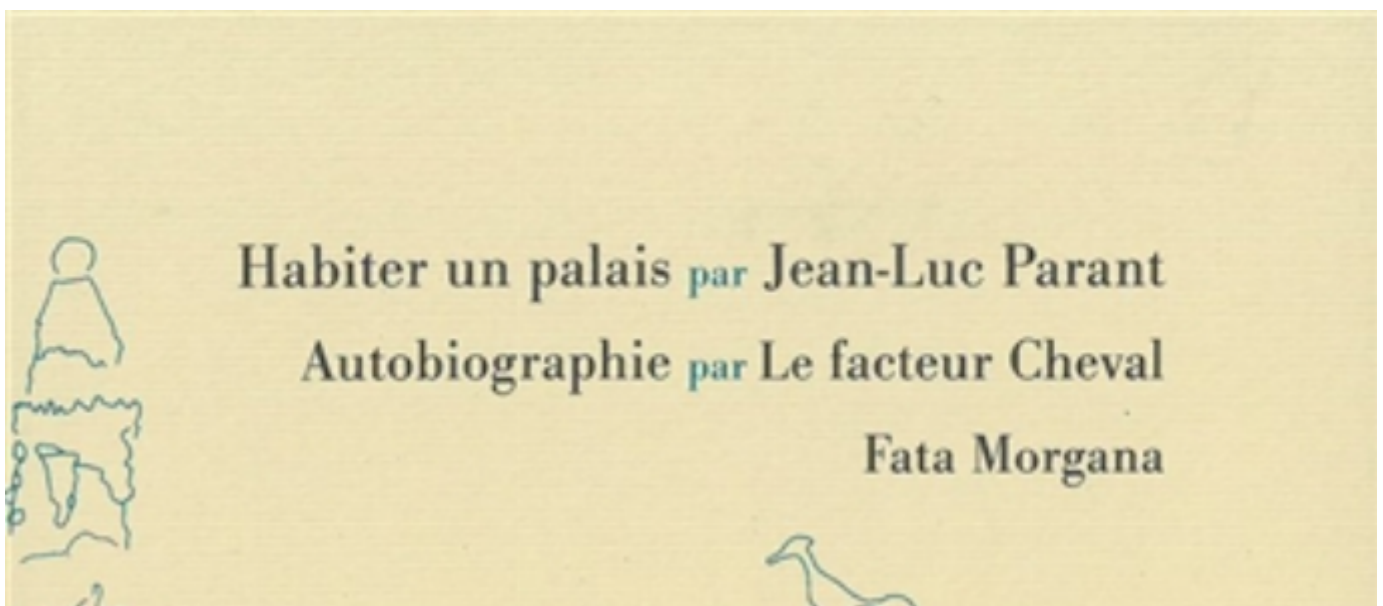 Habiter un palais par Jean-Luc Parant
Autobiographie par Le facteur Cheval
Fata Morgana